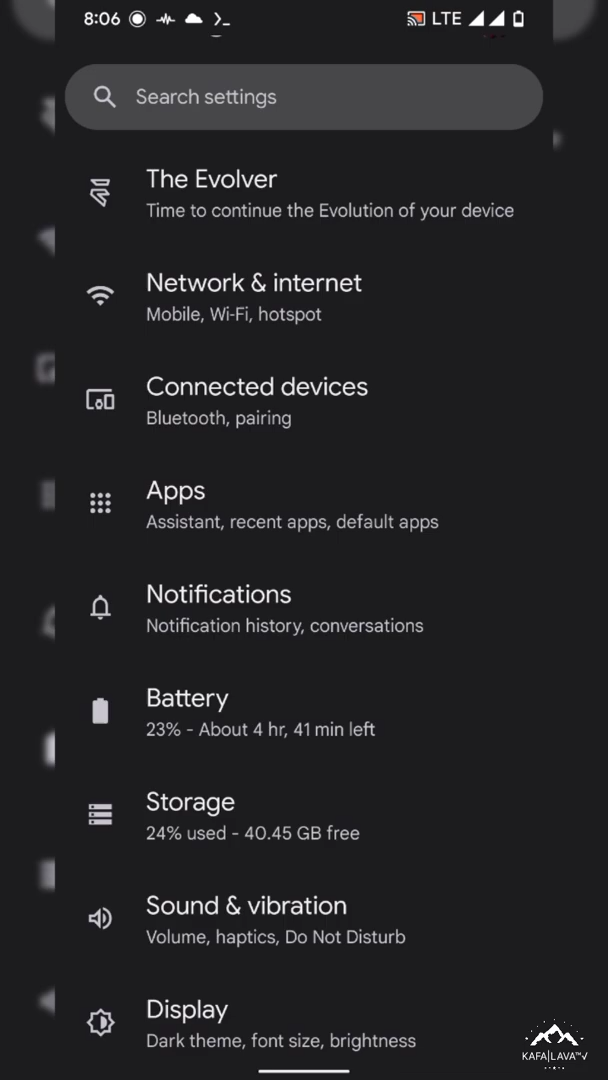 8:06 LTE
Search settings
The Evolver
Time to continue the Evolution of your device
Network & internet
Mobile, Wi-Fi, hotspot
Connected devices
Bluetooth, pairing
Apps
Assistant, recent apps, default apps
Notifications
Notification history, conversations
Battery
23% - About 4 hr, 41 min left
Storage
24% used - 40.45 GB free
Sound & vibration
Volume, haptics, Do Not Disturb
Display
Dark theme, font size, brightness
KAFA|LAVA™√